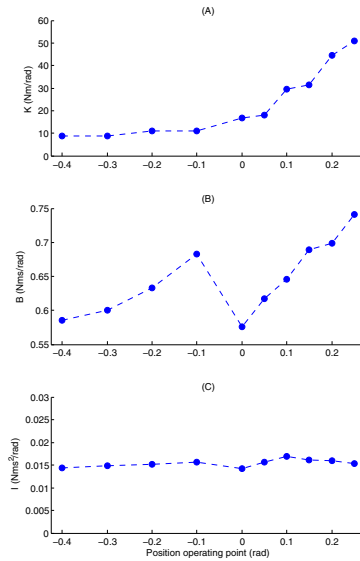 (A)
K (Nm/rad)
60
50
40
30
20
10
0
−0.4 −0.3 −0.2 −0.1 0 0.1 0.2
(B)
B (Nms/rad)
0.75
0.7
0.65
0.6
0.55
−0.4 −0.3 −0.2 −0.1 0 0.1 0.2
(C)
I (Nms²/rad)
0.03
0.025
0.02
0.015
0.01
0.005
0
−0.4 −0.3 −0.2 −0.1 0 0.1 0.2
Position operating point (rad)